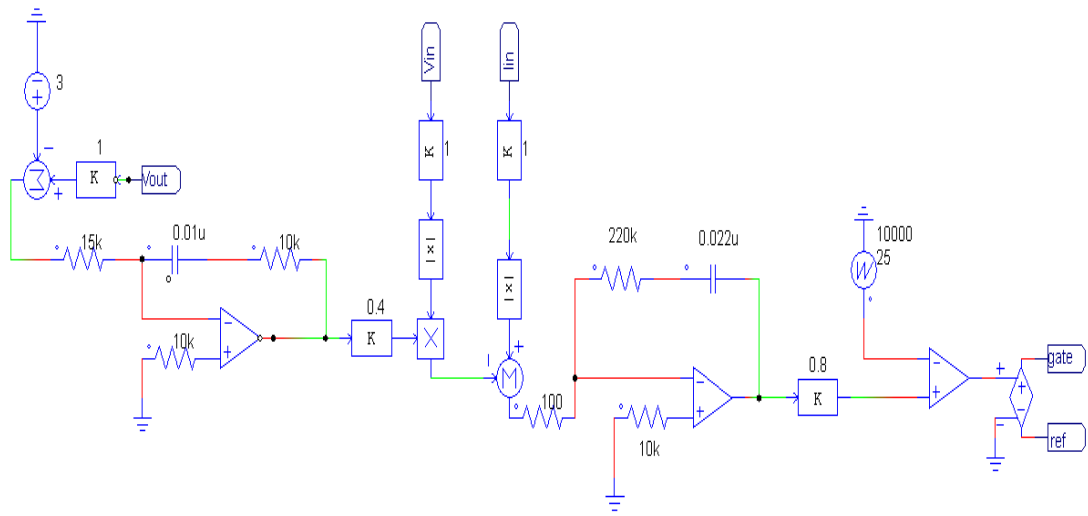 Vin
Iin
3
1
K
Vout
K
1
K
1
Σ
15k
0.01u
10k
|×|
|×|
220k
0.022u
10000
25
10k
0.4
K
X
Σ
100
10k
0.8
K
gate
ref